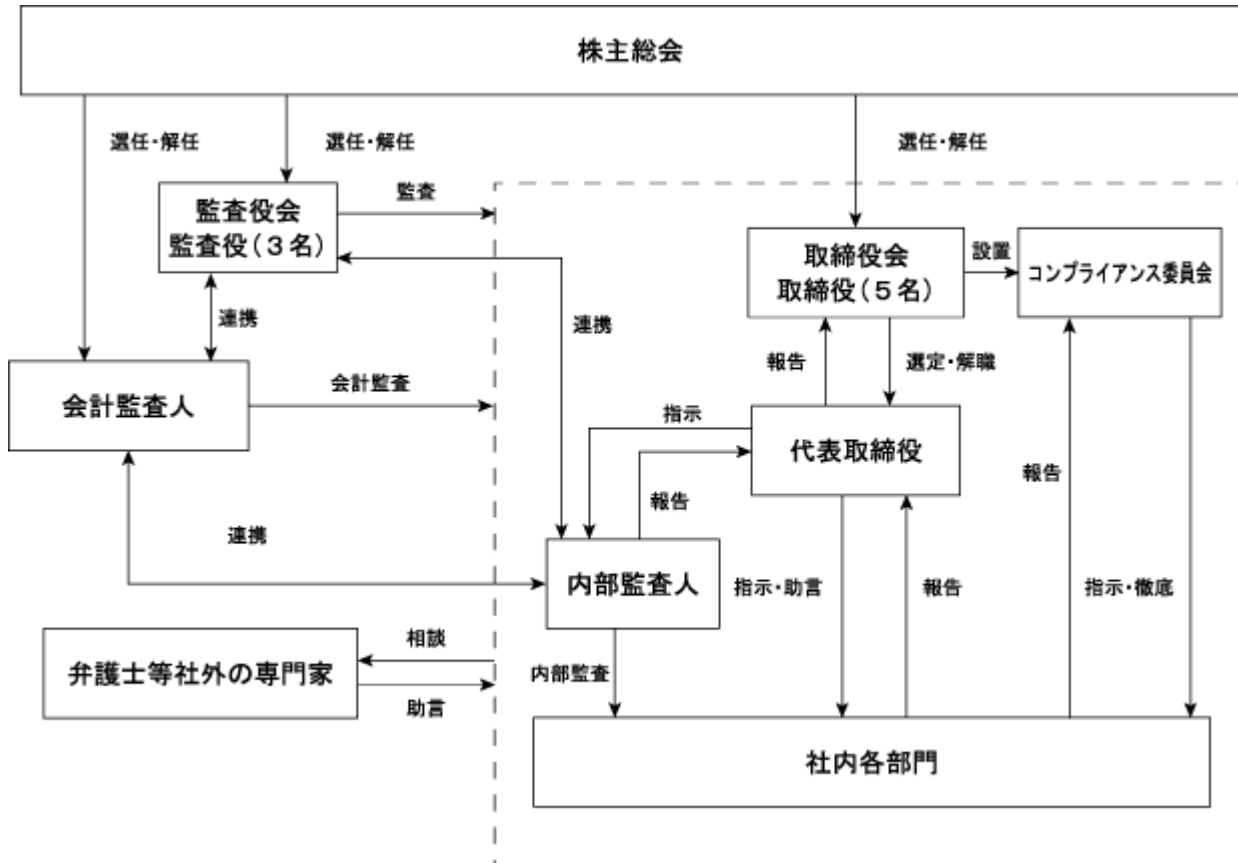 株主総会
選任・解任
選任・解任
選任・解任
監査役会
監査役(3名)
監査
取締役会
取締役(5名)
設置
コンプライアンス委員会
連携
連携
報告
選定・解職
会計監査人
会計監査
指示
代表取締役
報告
報告
連携
内部監査人
指示・助言
報告
指示・徹底
弁護士等社外の専門家
相談
助言
内部監査
社内各部門